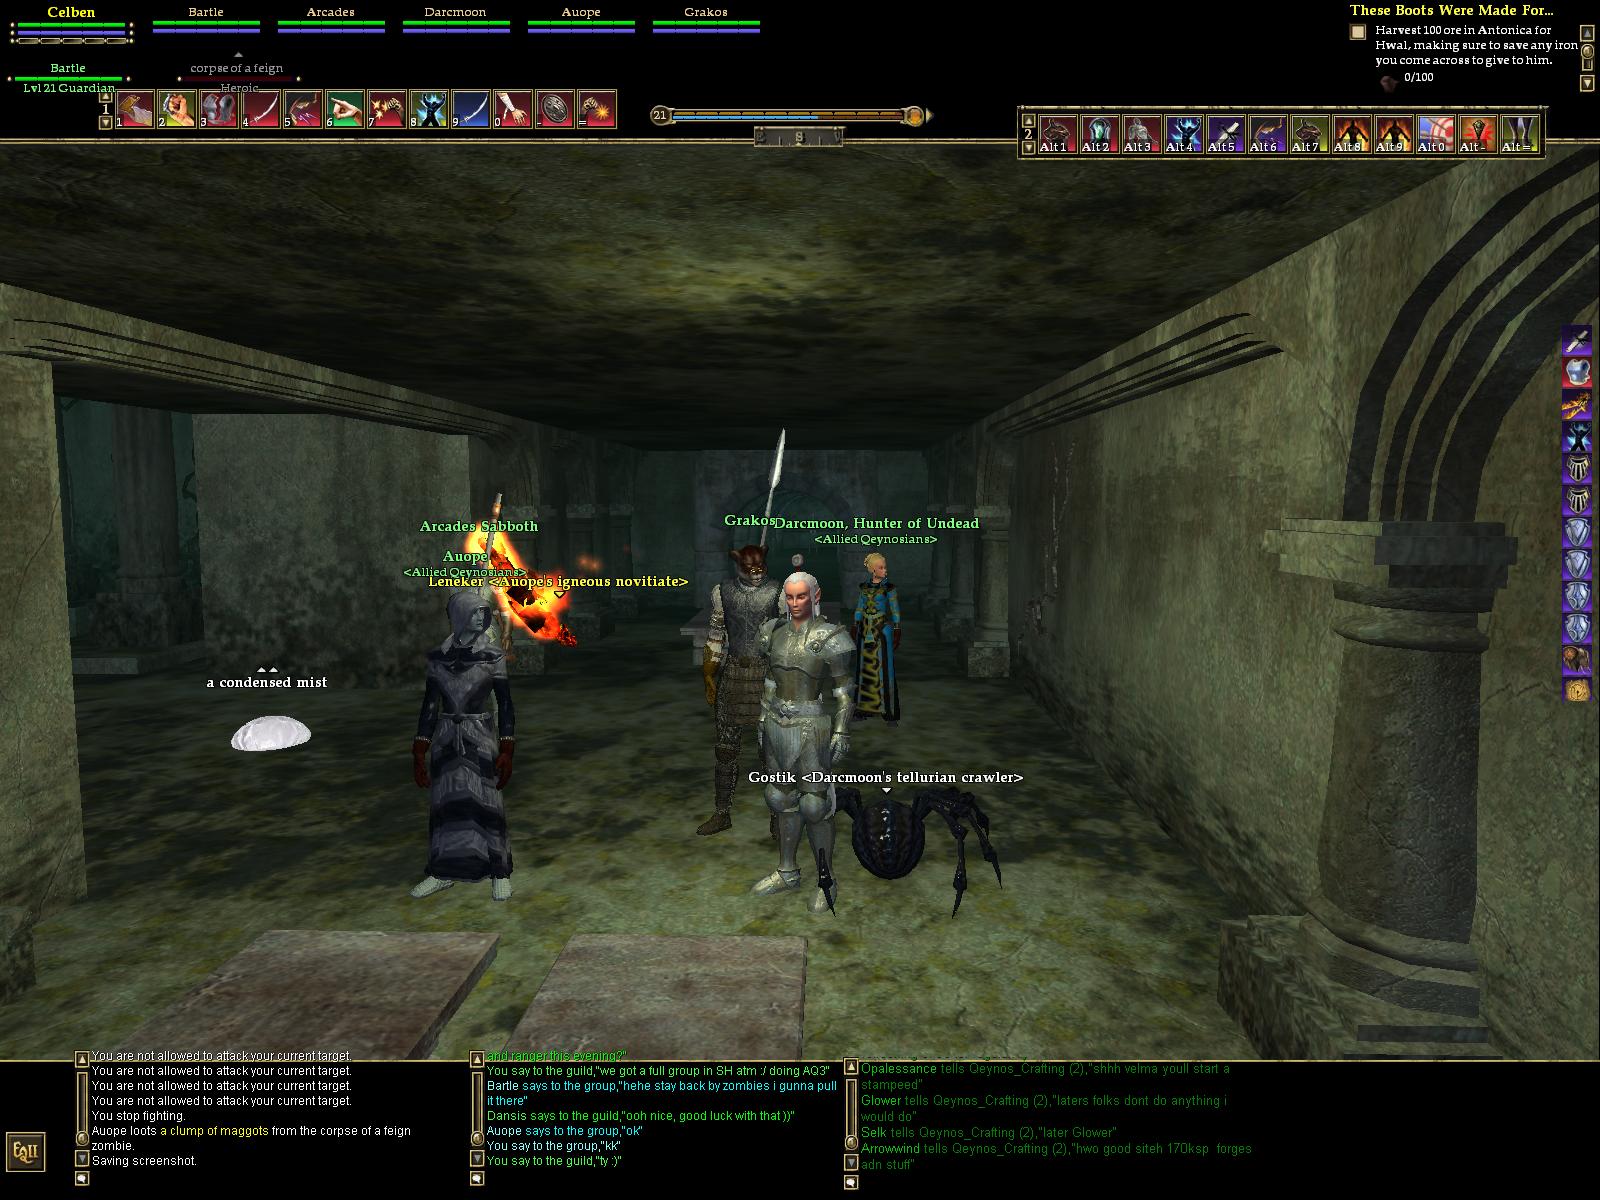 Celben
Bartle
Arcades
Darcmoon
Auope
Grakos
These Boots Were Made For...
Harvest 100 ore in Antonica for
Hwal, making sure to save any iron
you come across to give to him.
0/100
Bartle
Lvl 21 Guardian
corpse of a feign
Heroic
1
1 2 3 4 5 6 7 8 9 0 - =
21
S
2
Alt 1 Alt 2 Alt 3 Alt 4 Alt 5 Alt 6 Alt 7 Alt 8 Alt 9 Alt 0 Alt - Alt =
Arcades Sabboth
Auope
<Allied Qeynosians>
Leneker <Auope's igneous novitiate>
Grakos
Darcmoon, Hunter of Undead
<Allied Qeynosians>
a condensed mist
Gostik <Darcmoon's tellurian crawler>
You are not allowed to attack your current target.
You are not allowed to attack your current target.
You are not allowed to attack your current target.
You are not allowed to attack your current target.
You stop fighting.
Auope loots a clump of maggots from the corpse of a feign
zombie.
Saving screenshot.
and ranger this evening?"
You say to the guild,"we got a full group in SH atm :/ doing AQ3"
Bartle says to the group,"hehe stay back by zombies i gunna pull
it there"
Dansis says to the guild,"ooh nice, good luck with that ))"
Auope says to the group,"ok"
You say to the group,"kk"
You say to the guild,"ty :)"
Opalessance tells Qeynos_Crafting (2),"shhh velma youll start a
stampeed"
Glower tells Qeynos_Crafting (2),"laters folks dont do anything i
would do"
Selk tells Qeynos_Crafting (2),"later Glower"
Arrowwind tells Qeynos_Crafting (2),"hwo good siteh 170ksp forges
adn stuff"
EQII